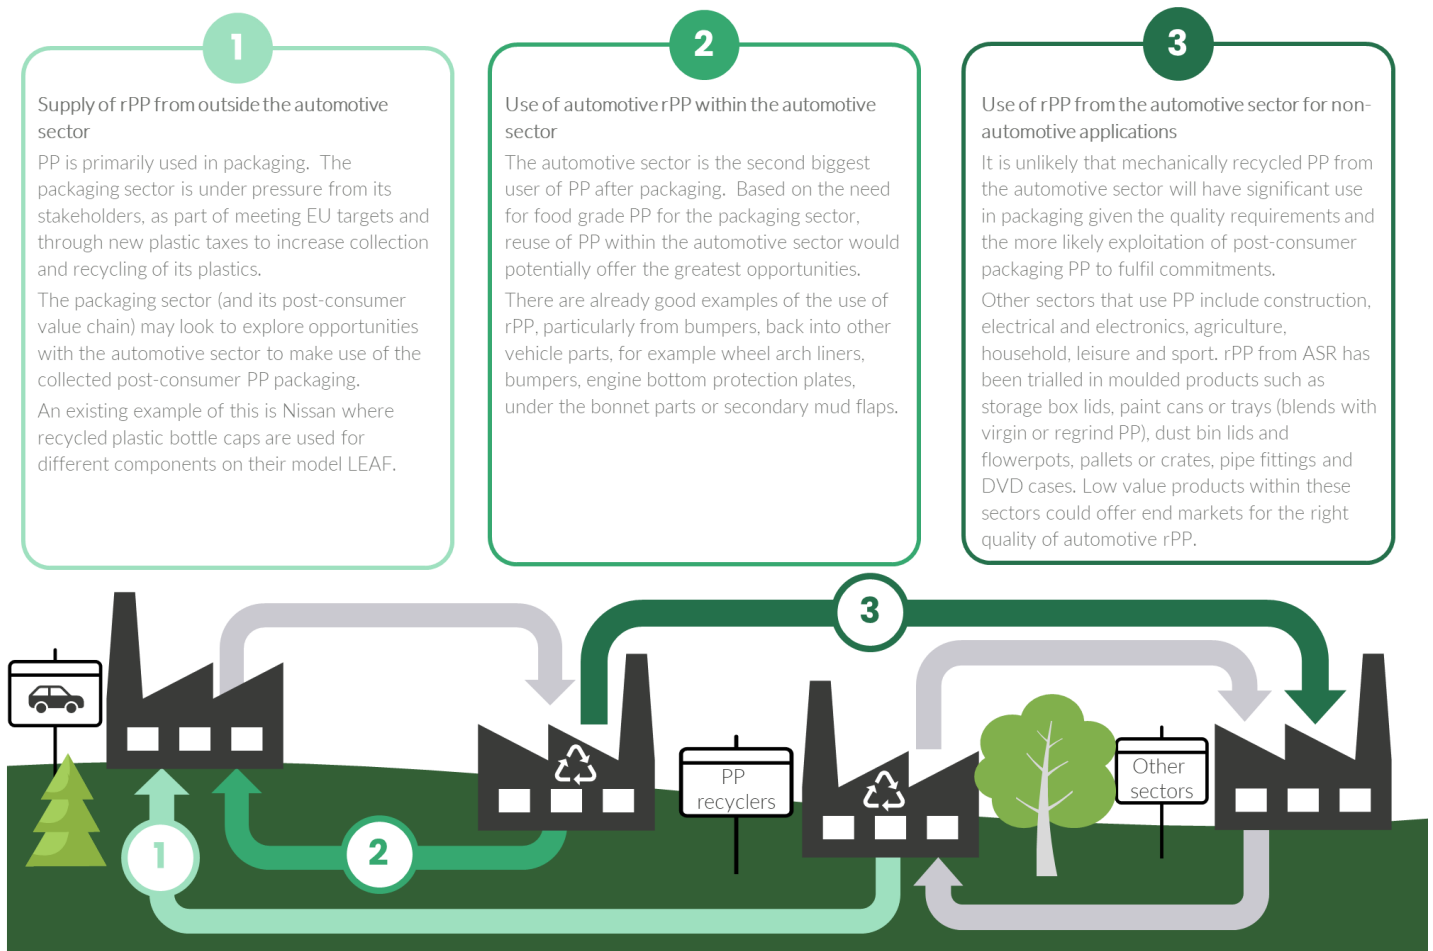 1
Supply of rPP from outside the automotive
sector
PP is primarily used in packaging. The
packaging sector is under pressure from its
stakeholders, as part of meeting EU targets and
through new plastic taxes to increase collection
and recycling of its plastics.
The packaging sector (and its post-consumer
value chain) may look to explore opportunities
with the automotive sector to make use of the
collected post-consumer PP packaging.
An existing example of this is Nissan where
recycled plastic bottle caps are used for
different components on their model LEAF.
2
Use of automotive rPP within the automotive
sector
The automotive sector is the second biggest
user of PP after packaging. Based on the need
for food grade PP for the packaging sector,
reuse of PP within the automotive sector would
potentially offer the greatest opportunities.
There are already good examples of the use of
rPP, particularly from bumpers, back into other
vehicle parts, for example wheel arch liners,
bumpers, engine bottom protection plates,
under the bonnet parts or secondary mud flaps.
3
Use of rPP from the automotive sector for non-
automotive applications
It is unlikely that mechanically recycled PP from
the automotive sector will have significant use
in packaging given the quality requirements and
the more likely exploitation of post-consumer
packaging PP to fulfil commitments.
Other sectors that use PP include construction,
electrical and electronics, agriculture,
household, leisure and sport. rPP from ASR has
been trialled in moulded products such as
storage box lids, paint cans or trays (blends with
virgin or regrind PP), dust bin lids and
flowerpots, pallets or crates, pipe fittings and
DVD cases. Low value products within these
sectors could offer end markets for the right
quality of automotive rPP.
3
PP
recyclers
Other
sectors
1
2